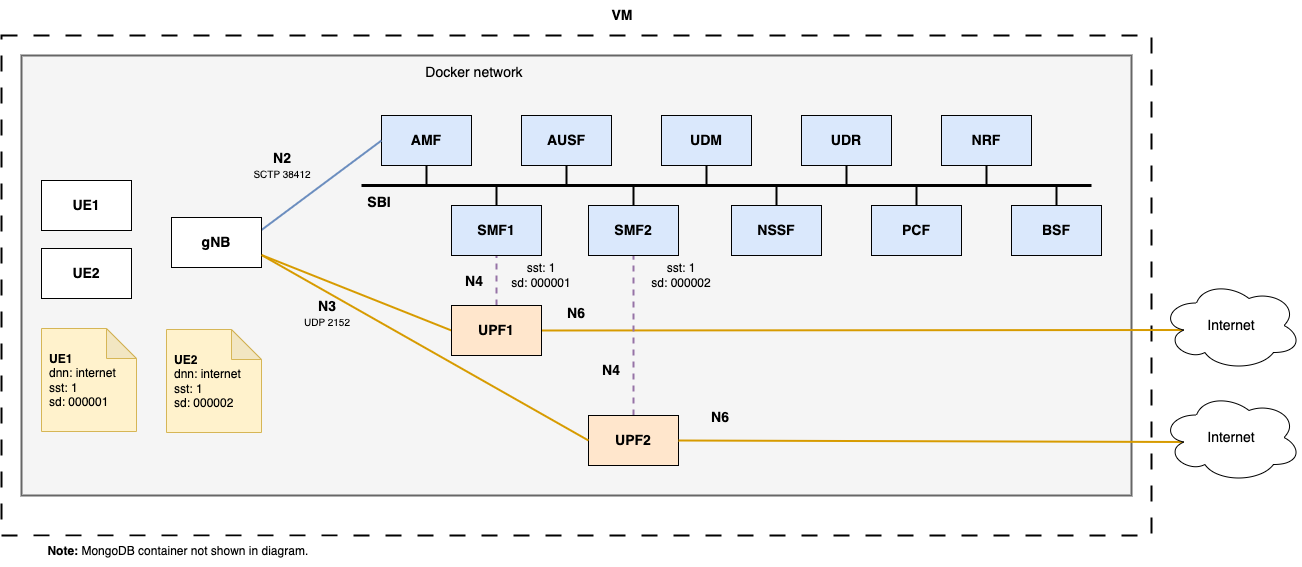 VM
Docker network
AMF
AUSF
UDM
UDR
NRF
N2
SCTP 38412
SBI
UE1
UE2
gNB
SMF1
SMF2
NSSF
PCF
BSF
N4
sst: 1
sd: 000001
sst: 1
sd: 000002
N3
UDP 2152
UPF1
N6
Internet
UE1
dnn: internet
sst: 1
sd: 000001
UE2
dnn: internet
sst: 1
sd: 000002
N4
UPF2
N6
Internet
Note: MongoDB container not shown in diagram.